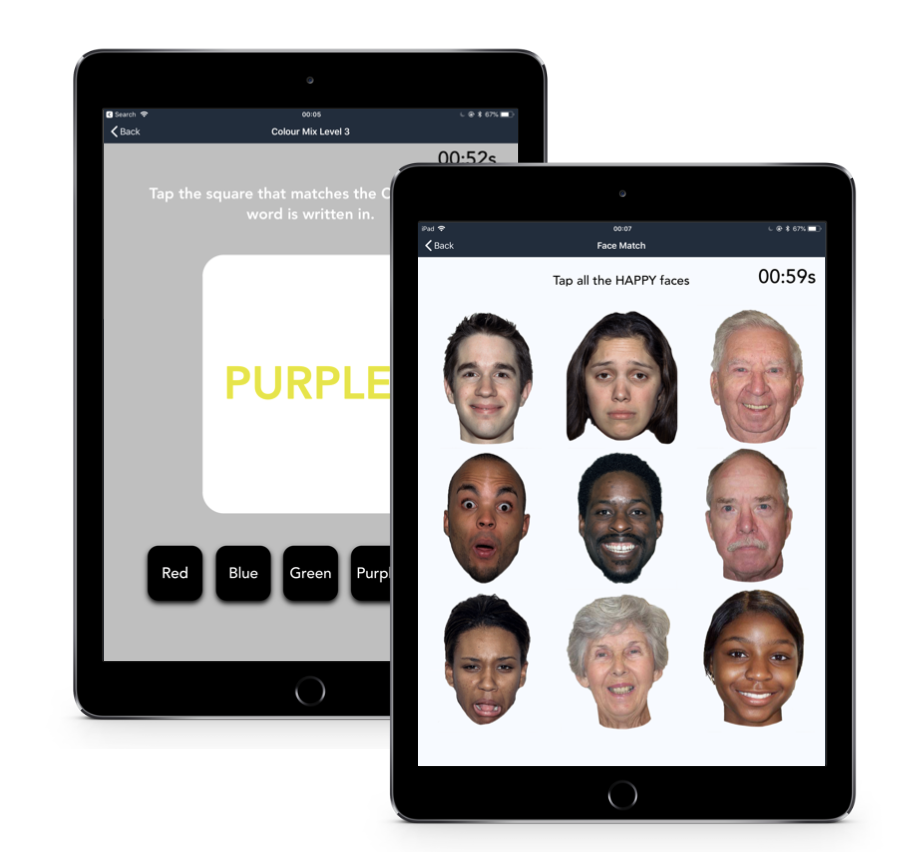 Search
00:05
67%
Back
Colour Mix Level 3
00:52s
Tap the square that matches the
word is written in.
PURPLE
Red
Blue
Green
iPad
00:07
67%
Back
Face Match
00:59s
Tap all the HAPPY faces